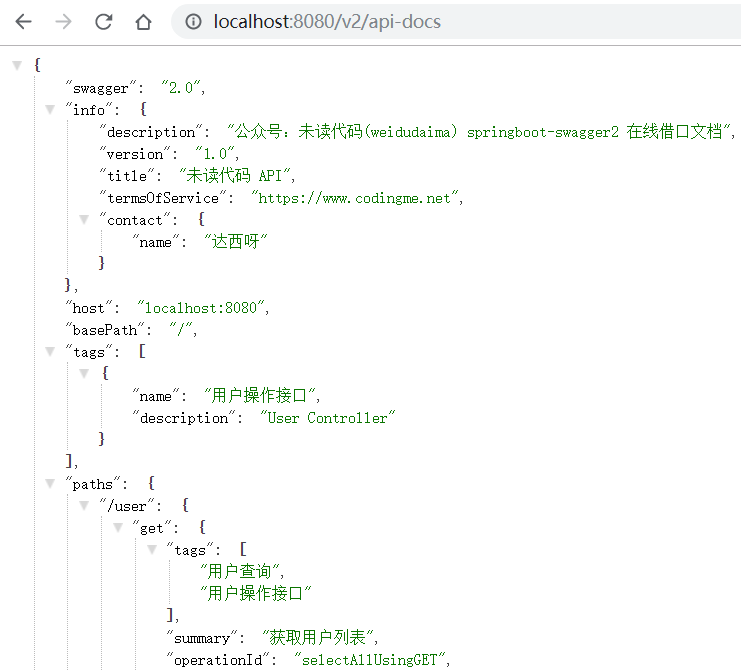 localhost:8080/v2/api-docs
{
"swagger": "2.0",
"info": {
"description": "公众号：未读代码(weidudaima) springboot-swagger2 在线借口文档",
"version": "1.0",
"title": "未读代码 API",
"termsOfService": "https://www.codingme.net",
"contact": {
"name": "达西呀"
}
},
"host": "localhost:8080",
"basePath": "/",
"tags": [
{
"name": "用户操作接口",
"description": "User Controller"
}
],
"paths": {
"/user": {
"get": {
"tags": [
"用户查询",
"用户操作接口"
],
"summary": "获取用户列表",
"operationId": "selectAllUsingGET",